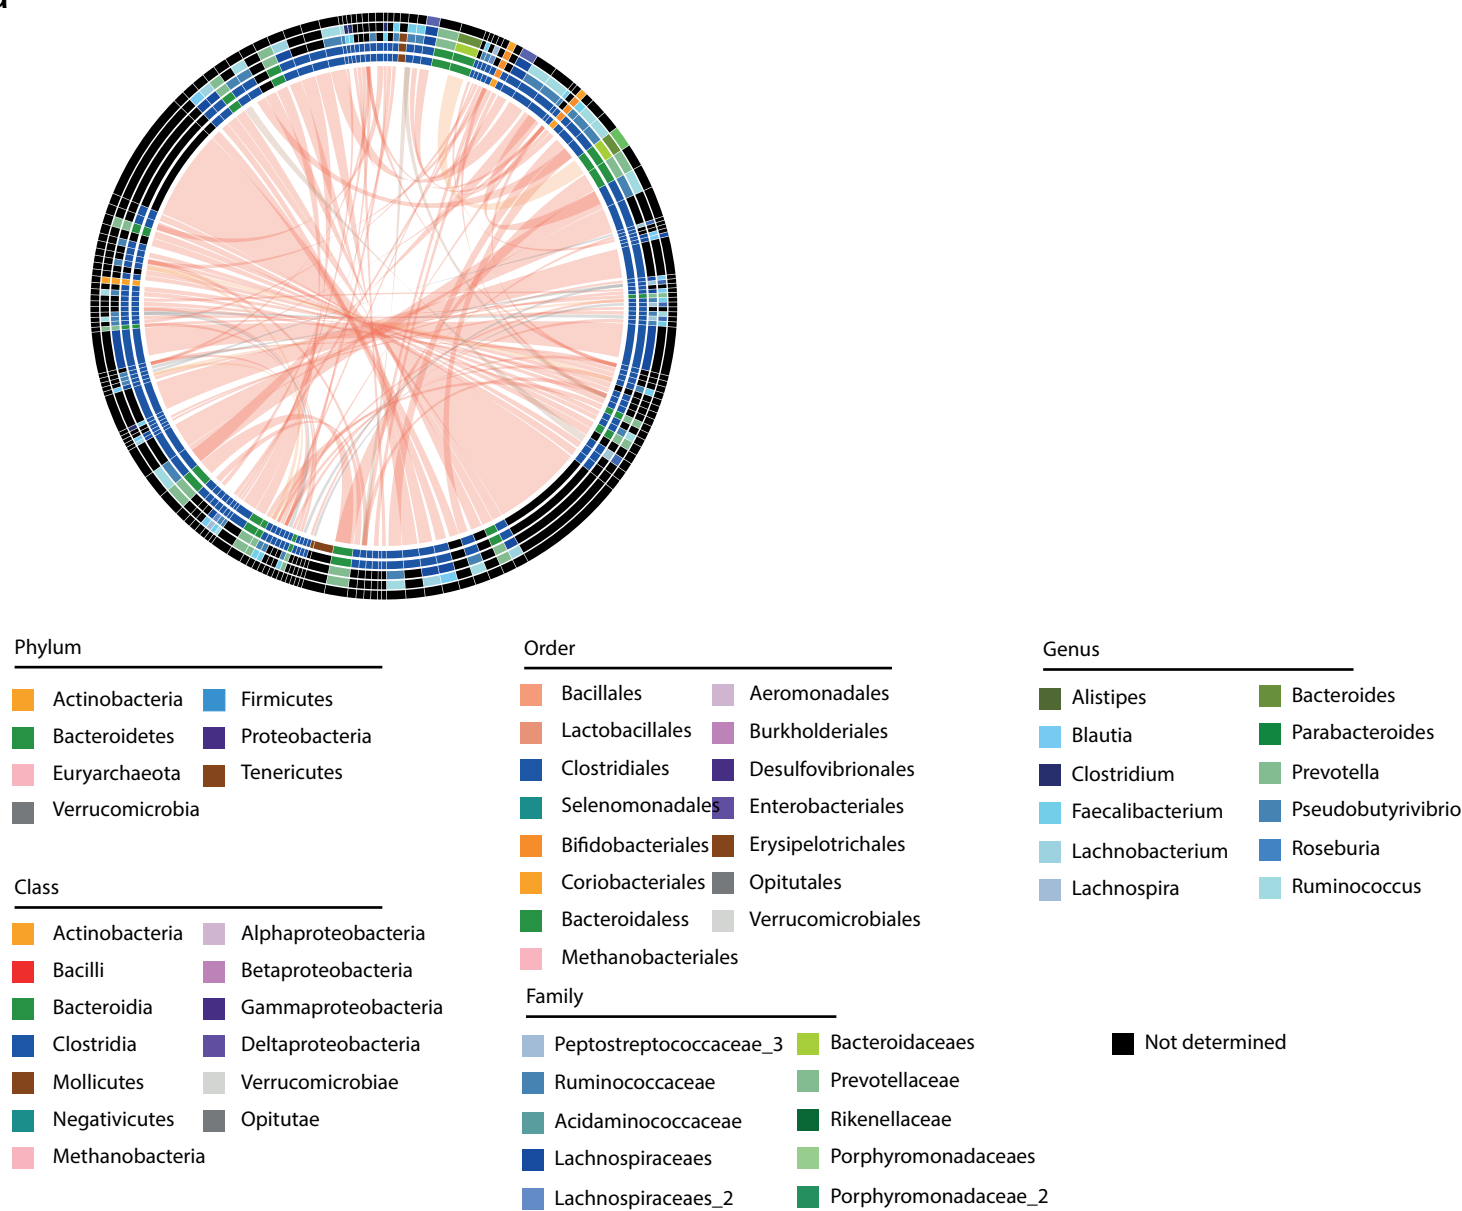 Phylum
Actinobacteria
Firmicutes
Bacteroidetes
Proteobacteria
Euryarchaeota
Tenericutes
Verrucomicrobia
Class
Actinobacteria
Alphaproteobacteria
Bacilli
Betaproteobacteria
Bacteroidia
Gammaproteobacteria
Clostridia
Deltaproteobacteria
Mollicutes
Verrucomicrobiae
Negativicutes
Opitutae
Methanobacteria
Order
Bacillales
Aeromonadales
Lactobacillales
Burkholderiales
Clostridiales
Desulfovibrionales
Selenomonadales
Enterobacteriales
Bifidobacteriales
Erysipelotrichales
Coriobacteriales
Opitutales
Bacteroidaless
Verrucomicrobiales
Methanobacteriales
Family
Peptostreptococcaceae_3
Bacteroidaceaes
Ruminococcaceae
Prevotellaceae
Acidaminococcaceae
Rikenellaceae
Lachnospiraceaes
Porphyromonadaceaes
Lachnospiraceaes_2
Porphyromonadaceae_2
Genus
Alistipes
Bacteroides
Blautia
Parabacteroides
Clostridium
Prevotella
Faecalibacterium
Pseudobutyrivibrio
Lachnobacterium
Roseburia
Lachnospira
Ruminococcus
Not determined